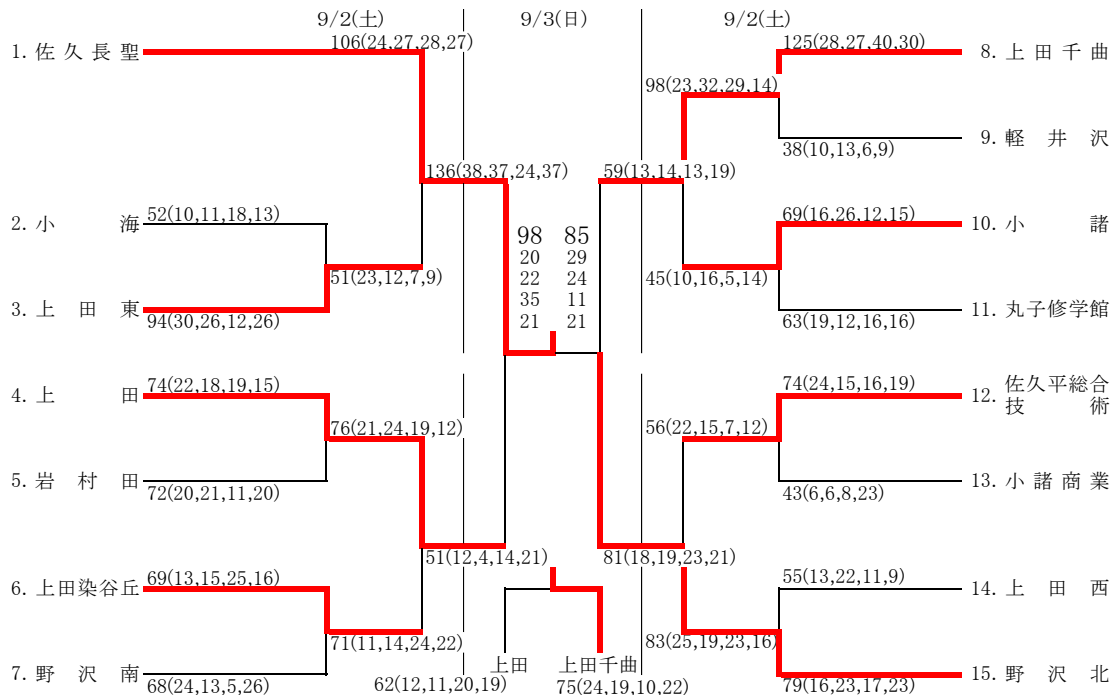 9/2(土)
9/3(日)
9/2(土)
1. 佐久長聖
106(24,27,28,27)
136(38,37,24,37)
2. 小海
52(10,11,18,13)
51(23,12,7,9)
3. 上田東
94(30,26,12,26)
4. 上田
74(22,18,19,15)
76(21,24,19,12)
5. 岩村田
72(20,21,11,20)
51(12,4,14,21)
6. 上田染谷丘
69(13,15,25,16)
71(11,14,24,22)
7. 野沢南
68(24,13,5,26)
98 85
20 29
22 24
35 11
21 21
上田 上田千曲
62(12,11,20,19)
75(24,19,10,22)
125(28,27,40,30)
8. 上田千曲
98(23,32,29,14)
38(10,13,6,9)
9. 軽井沢
59(13,14,13,19)
69(16,26,12,15)
10. 小諸
45(10,16,5,14)
63(19,12,16,16)
11. 丸子修学館
74(24,15,16,19)
12. 佐久平総合
技術
56(22,15,7,12)
43(6,6,8,23)
13. 小諸商業
81(18,19,23,21)
55(13,22,11,9)
14. 上田西
83(25,19,23,16)
79(16,23,17,23)
15. 野沢北